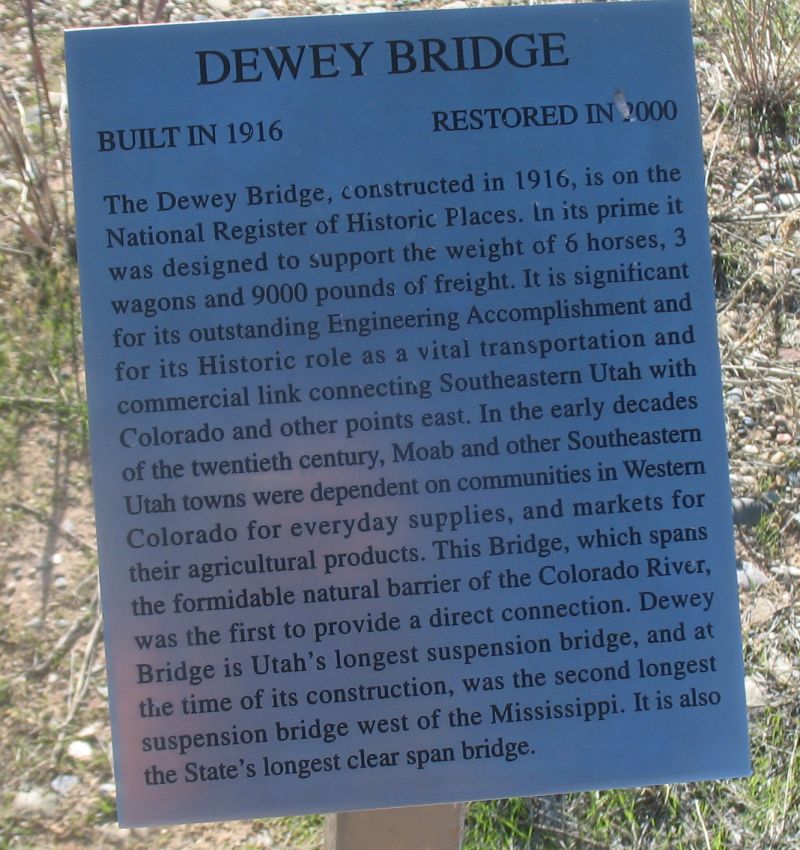 DEWEY BRIDGE
BUILT IN 1916 RESTORED IN 2000
The Dewey Bridge, constructed in 1916, is on the
National Register of Historic Places. In its prime it
was designed to support the weight of 6 horses, 3
wagons and 9000 pounds of freight. It is significant
for its outstanding Engineering Accomplishment and
for its Historic role as a vital transportation and
commercial link connecting Southeastern Utah with
Colorado and other points east. In the early decades
of the twentieth century, Moab and other Southeastern
Utah towns were dependent on communities in Western
Colorado for everyday supplies, and markets for
their agricultural products. This Bridge, which spans
the formidable natural barrier of the Colorado River,
was the first to provide a direct connection. Dewey
Bridge is Utah's longest suspension bridge, and at
the time of its construction, was the second longest
suspension bridge west of the Mississippi. It is also
the State's longest clear span bridge.